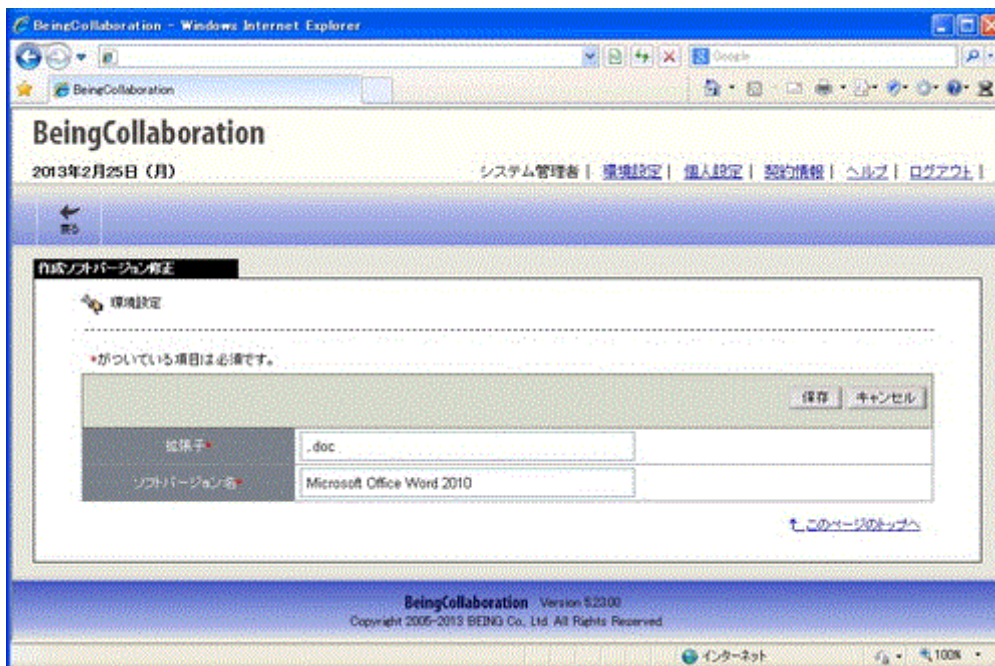 BeingCollaboration - Windows Internet Explorer
Google
BeingCollaboration
BeingCollaboration
2013年2月25日（月）
システム管理者 | 環境設定 | 個人設定 | 契約情報 | ヘルプ | ログアウト |
戻る
作成ソフトバージョン修正
環境設定
*がついている項目は必須です。
保存 キャンセル
拡張子* .doc
ソフトバージョン名* Microsoft Office Word 2010
このページのトップへ
BeingCollaboration Version 5.23.00
Copyright 2005-2013 BEING Co., Ltd. All Rights Reserved.
インターネット 100%